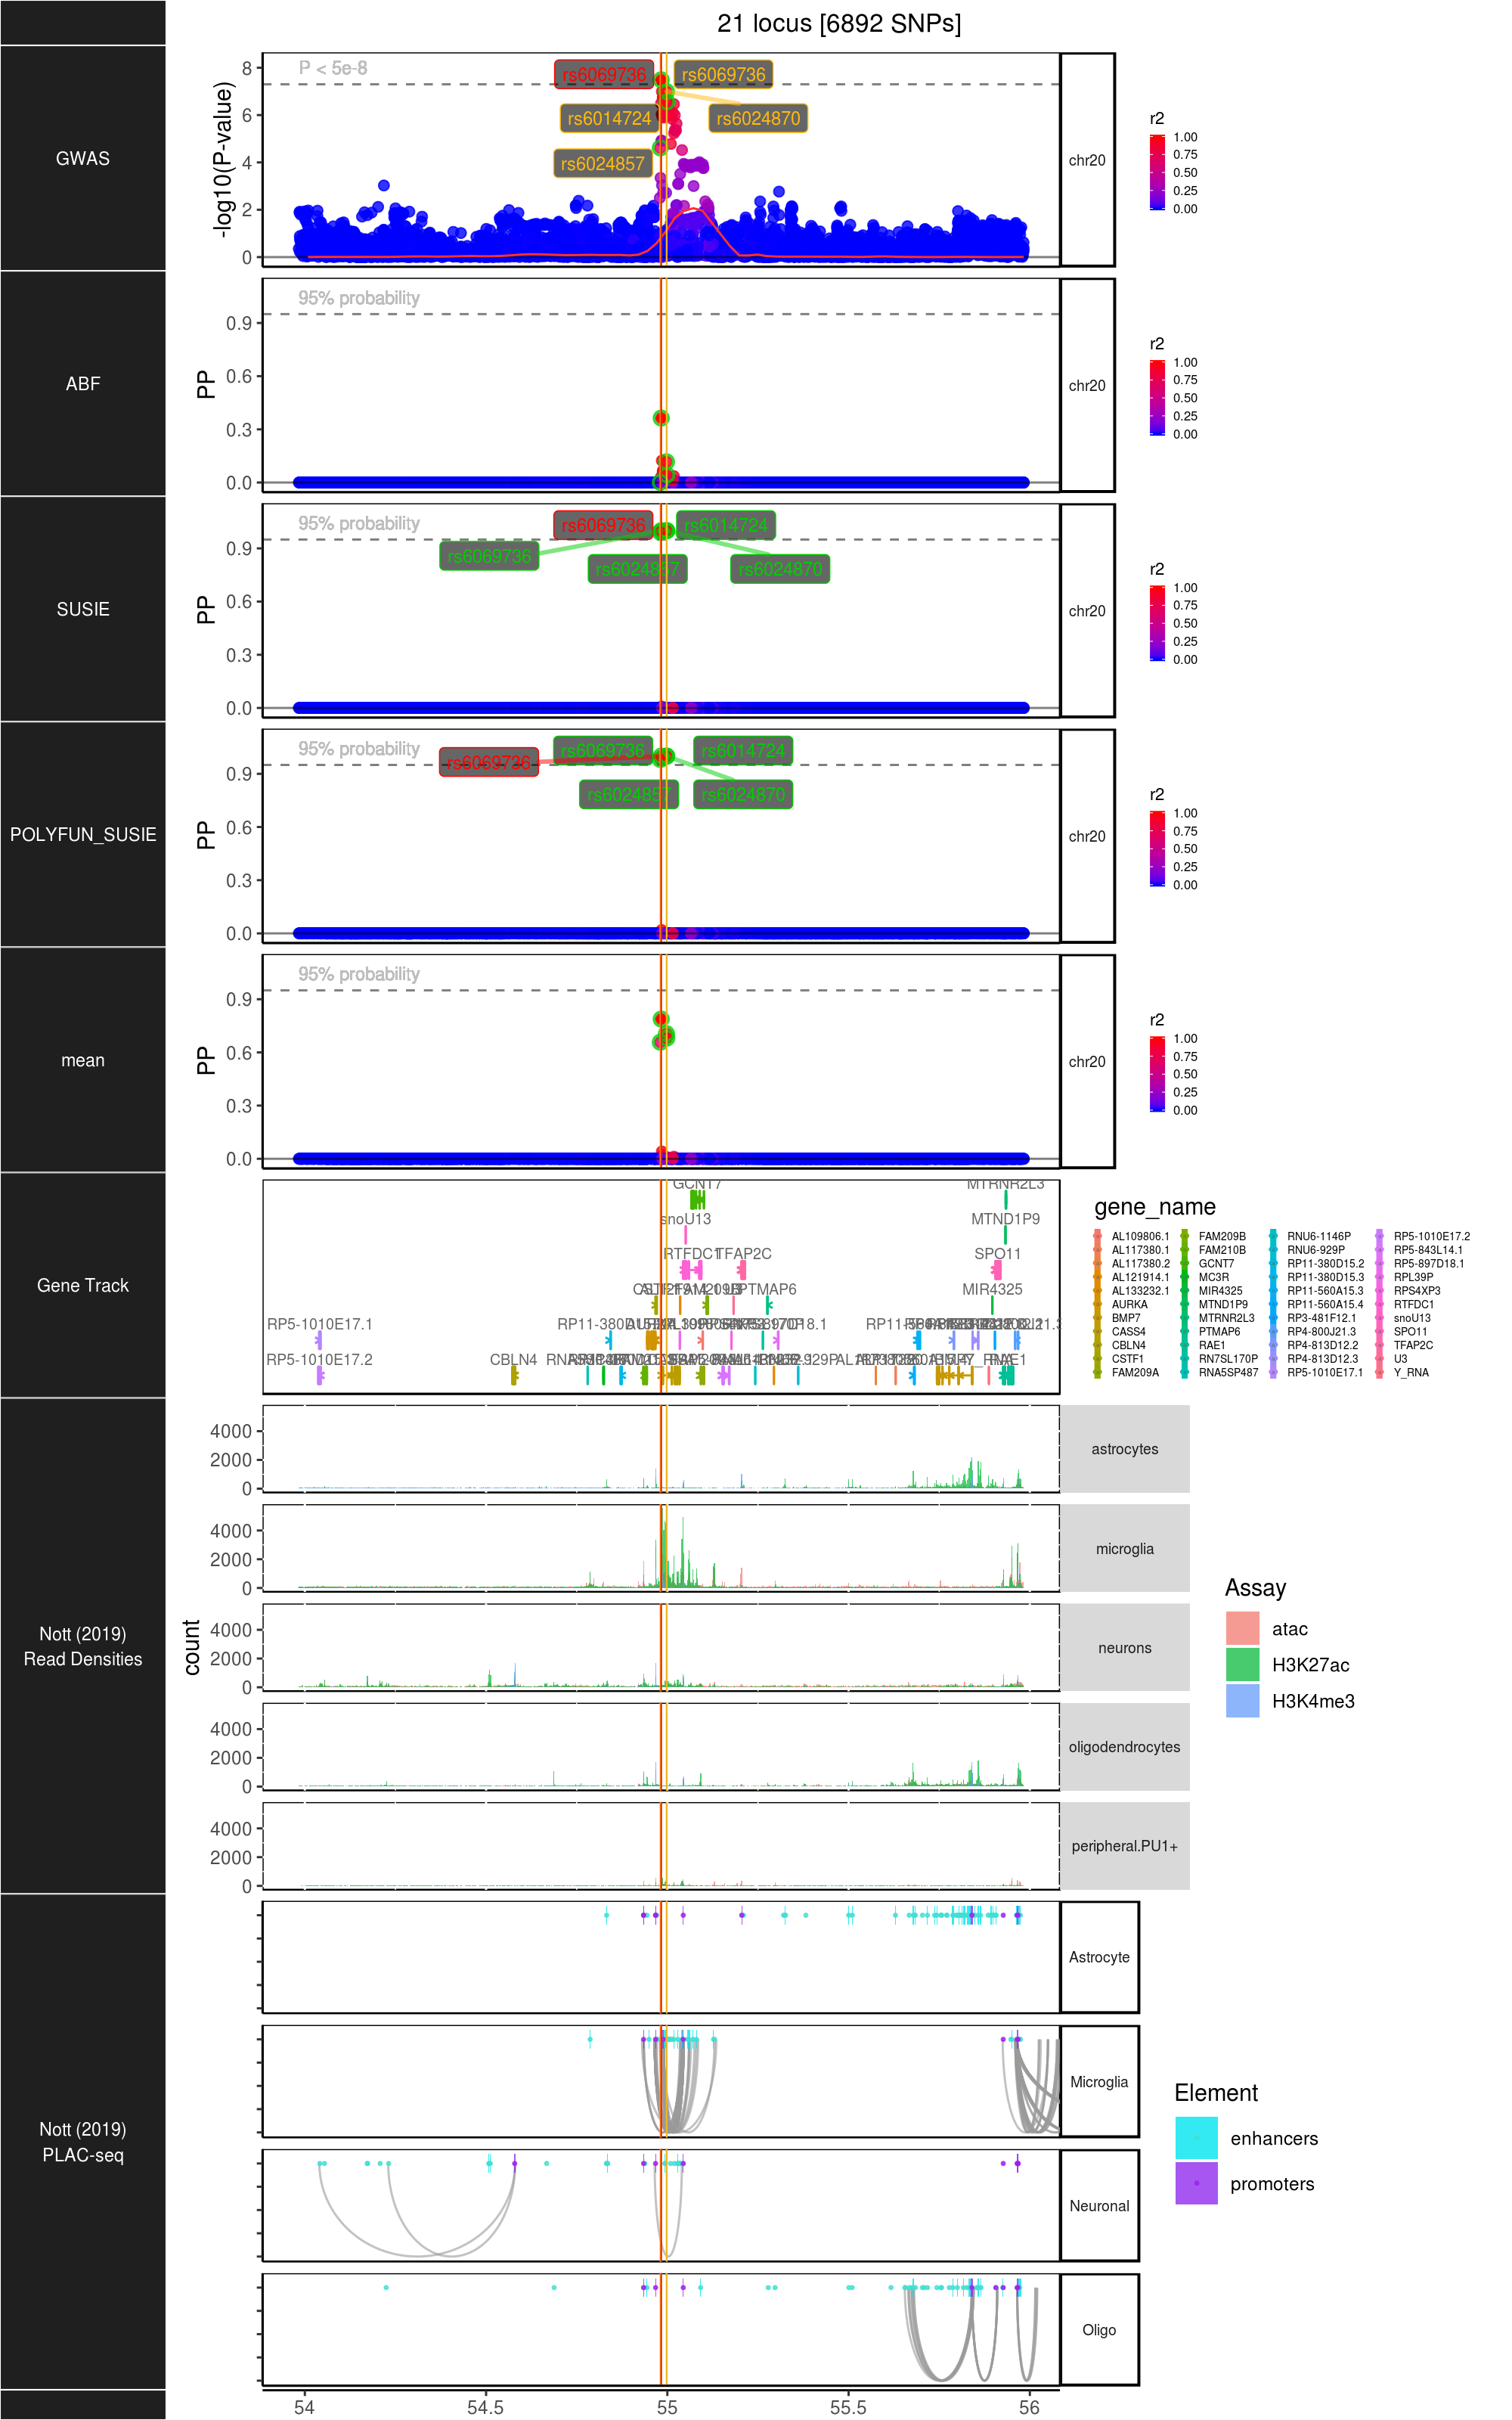 21 locus [6892 SNPs]
GWAS
-log10(P-value)
8
6
4
2
0
P < 5e-8
rs6069736
rs6069736
rs6014724
rs6024870
rs6024857
chr20
r2
1.00
0.75
0.50
0.25
0.00
ABF
PP
0.9
0.6
0.3
0.0
95% probability
chr20
r2
1.00
0.75
0.50
0.25
0.00
SUSIE
PP
0.9
0.6
0.3
0.0
95% probability
rs6069736
rs6014724
rs6069736
rs6024857
rs6024870
chr20
r2
1.00
0.75
0.50
0.25
0.00
POLYFUN_SUSIE
PP
0.9
0.6
0.3
0.0
95% probability
rs6069736
rs6069736
rs6014724
rs6024857
rs6024870
chr20
r2
1.00
0.75
0.50
0.25
0.00
mean
PP
0.9
0.6
0.3
0.0
95% probability
chr20
r2
1.00
0.75
0.50
0.25
0.00
Gene Track
GCNT7
MTRNR2L3
snoU13
MTND1P9
RTFDC1
TFAP2C
SPO11
PTMAP6
MIR4325
RP5-1010E17.1
RP5-1010E17.2
CBLN4
RAE1
gene_name
AL109806.1
AL117380.1
AL117380.2
AL121914.1
AL133232.1
AURKA
BMP7
CASS4
CBLN4
CSTF1
FAM209A
FAM209B
FAM210B
GCNT7
MC3R
MIR4325
MTND1P9
MTRNR2L3
PTMAP6
RAE1
RN7SL170P
RNA5SP487
RNU6-1146P
RNU6-929P
RP11-380D15.2
RP11-380D15.3
RP11-560A15.3
RP11-560A15.4
RP3-481F12.1
RP4-800J21.3
RP4-813D12.2
RP4-813D12.3
RP5-1010E17.1
RP5-1010E17.2
RP5-843L14.1
RP5-897D18.1
RPL39P
RPS4XP3
RTFDC1
snoU13
SPO11
TFAP2C
U3
Y_RNA
Nott (2019)
Read Densities
count
4000
2000
0
astrocytes
4000
2000
0
microglia
4000
2000
0
neurons
4000
2000
0
oligodendrocytes
4000
2000
0
peripheral.PU1+
Assay
atac
H3K27ac
H3K4me3
Nott (2019)
PLAC-seq
Astrocyte
Microglia
Neuronal
Oligo
Element
enhancers
promoters
54
54.5
55
55.5
56